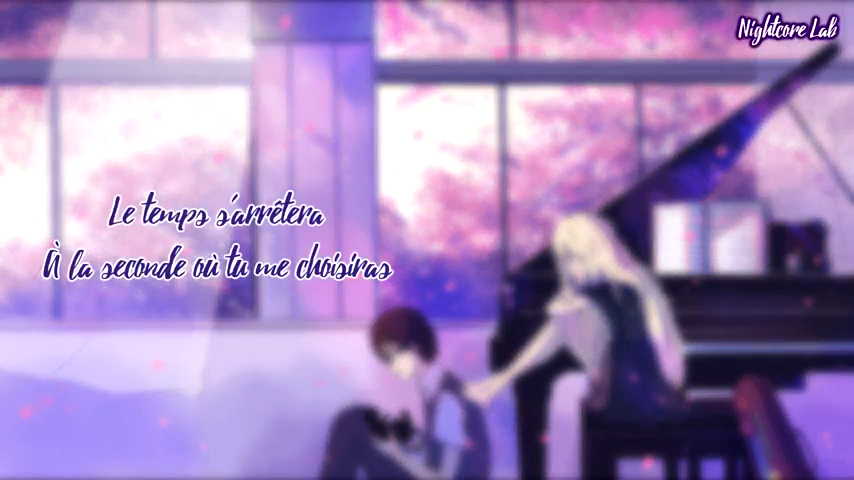 Nightcore Lab
Le temps s'arrêtera
À la seconde où tu me choisiras